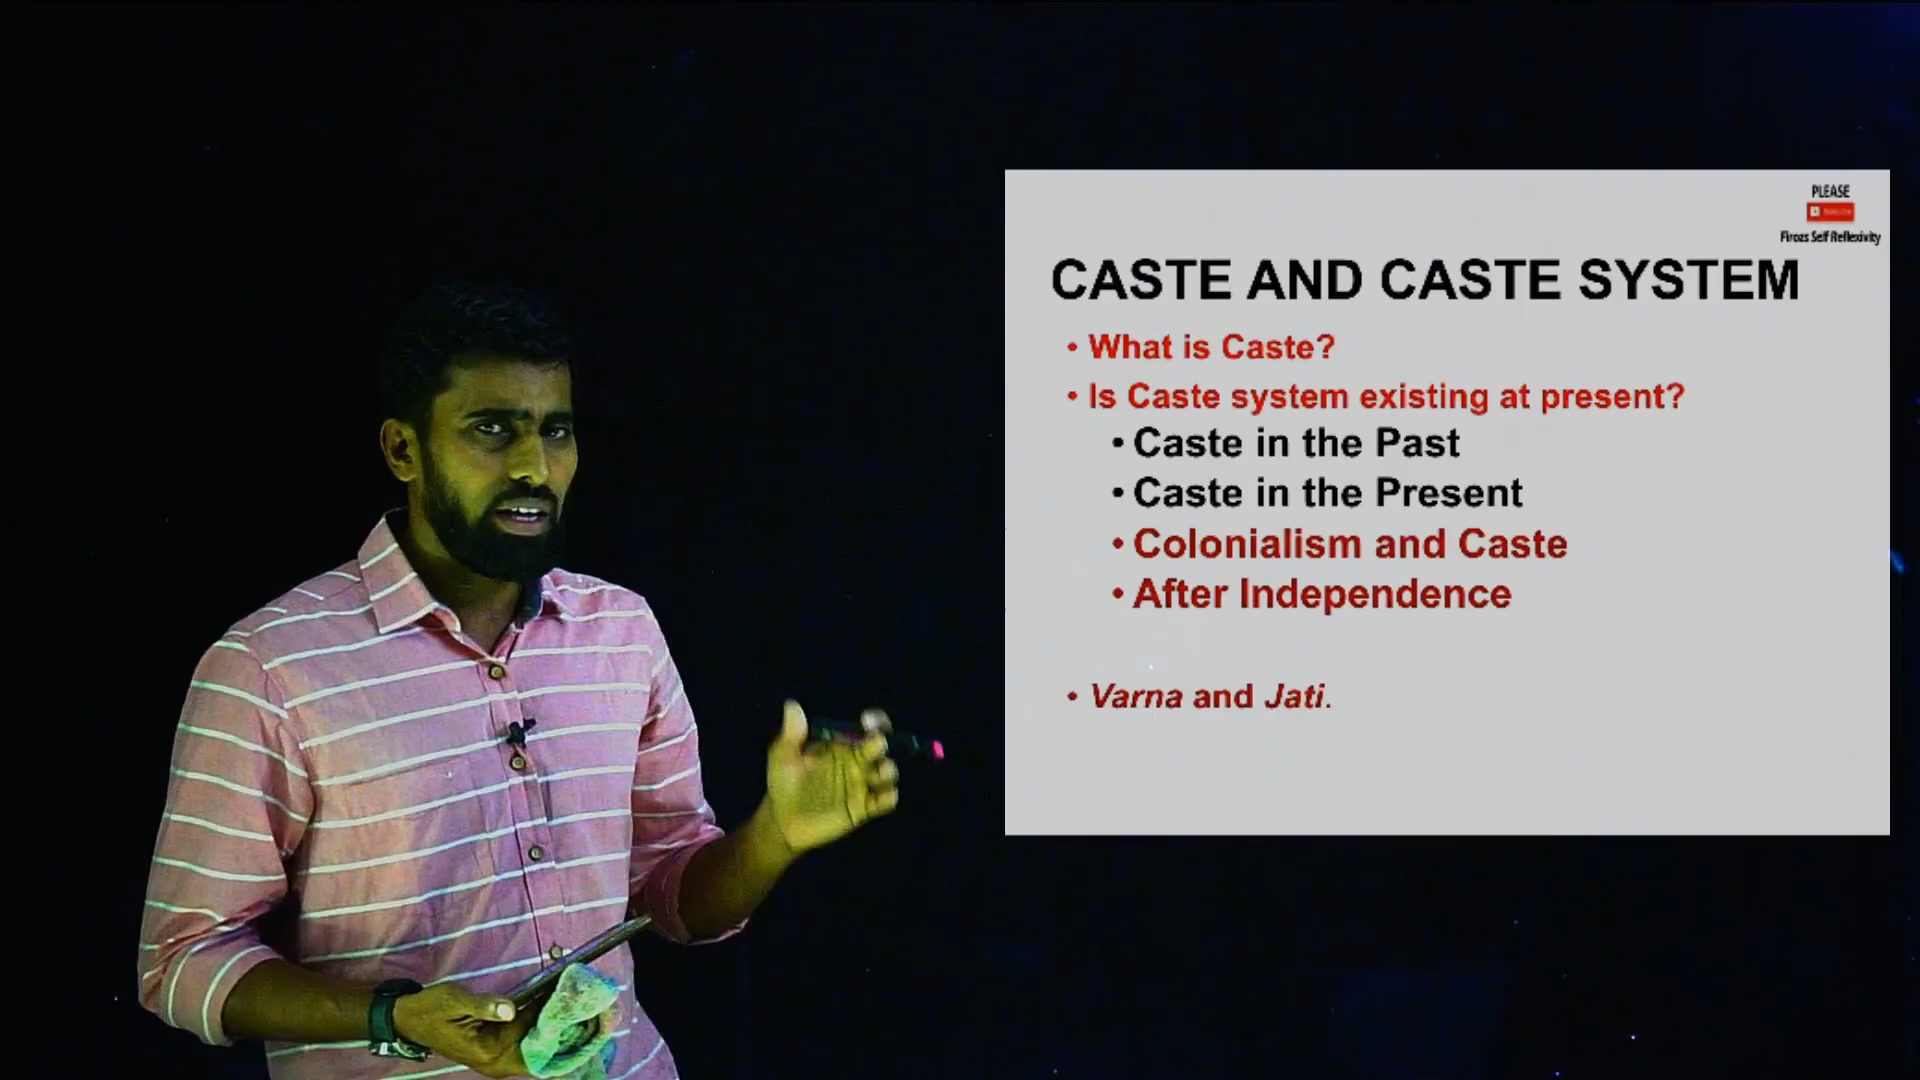 PLEASE
Firozs Self Reflexivity
CASTE AND CASTE SYSTEM
• What is Caste?
• Is Caste system existing at present?
• Caste in the Past
• Caste in the Present
• Colonialism and Caste
• After Independence
• Varna and Jati.